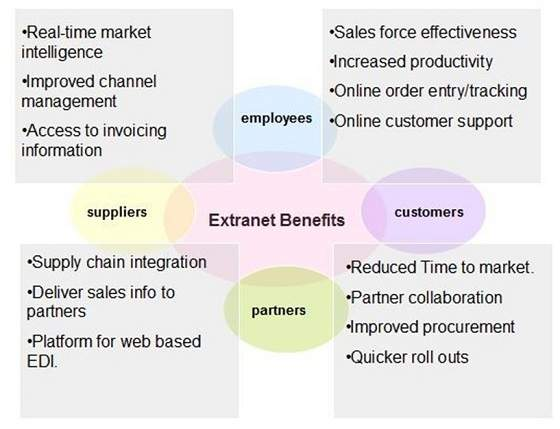 •Real-time market
intelligence
•Improved channel
management
•Access to invoicing
information
•Sales force effectiveness
•Increased productivity
•Online order entry/tracking
•Online customer support
employees
suppliers
Extranet Benefits
customers
partners
•Supply chain integration
•Deliver sales info to
partners
•Platform for web based
EDI.
•Reduced Time to market.
•Partner collaboration
•Improved procurement
•Quicker roll outs